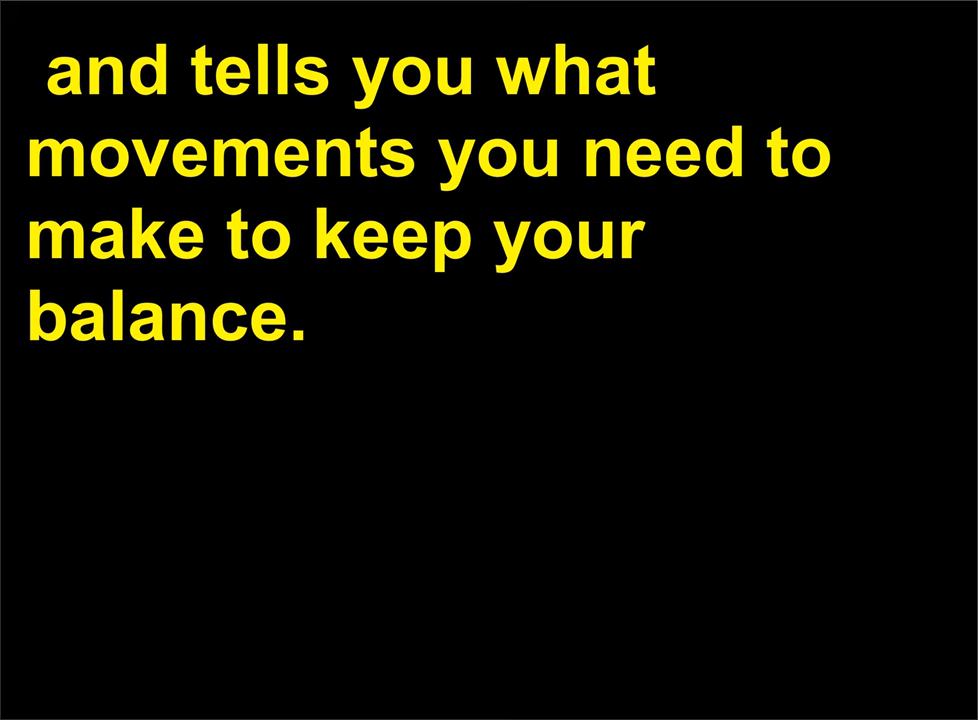 and tells you what
movements you need to
make to keep your
balance.